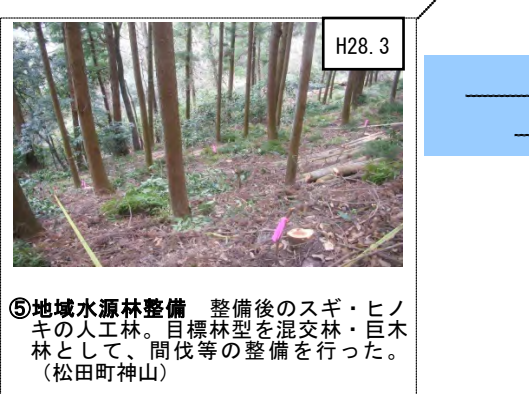 H28.3
⑤地域水源林整備　整備後のスギ・ヒノ
キの人工林。目標林型を混交林・巨木
林として、間伐等の整備を行った。
（松田町神山）